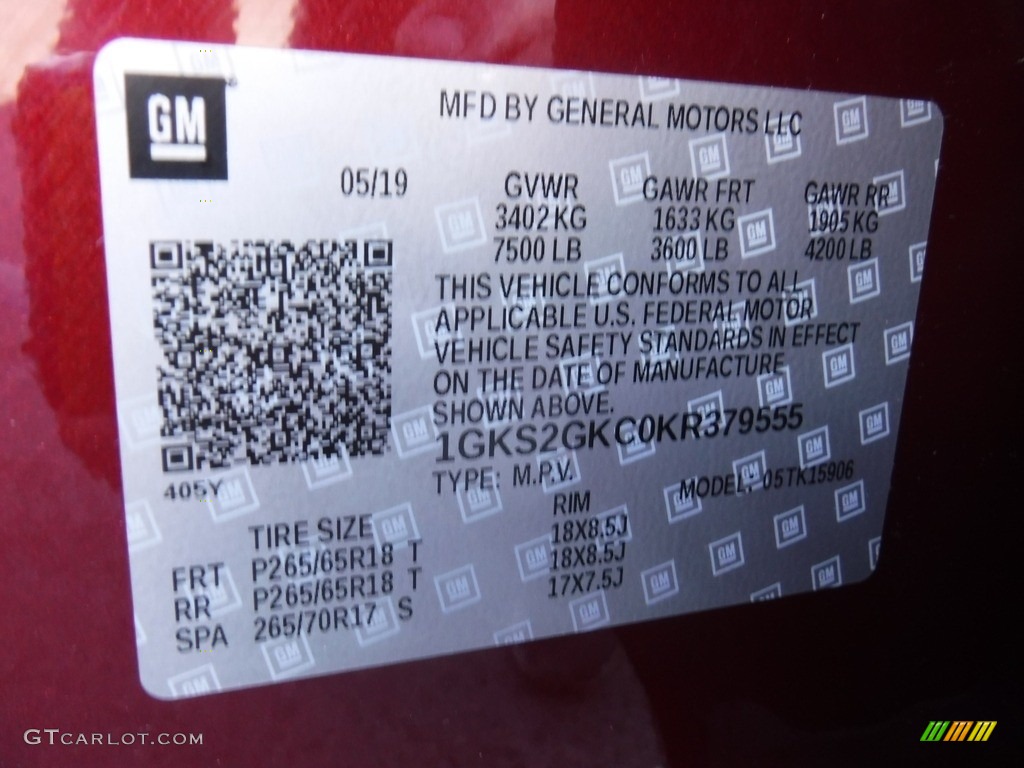 GM
MFD BY GENERAL MOTORS LLC
05/19 GVWR GAWR FRT GAWR RR
3402 KG 1633 KG 1905 KG
7500 LB 3600 LB 4200 LB
THIS VEHICLE CONFORMS TO ALL
APPLICABLE U.S. FEDERAL MOTOR
VEHICLE SAFETY STANDARDS IN EFFECT
ON THE DATE OF MANUFACTURE
SHOWN ABOVE.
1GKS2GKC0KR379555
405Y
TYPE: M.P.V. MODEL: 05TK15906
TIRE SIZE RIM
FRT P265/65R18 T 18X8.5J
RR P265/65R18 T 18X8.5J
SPA 265/70R17 S 17X7.5J
GTCARLOT.COM